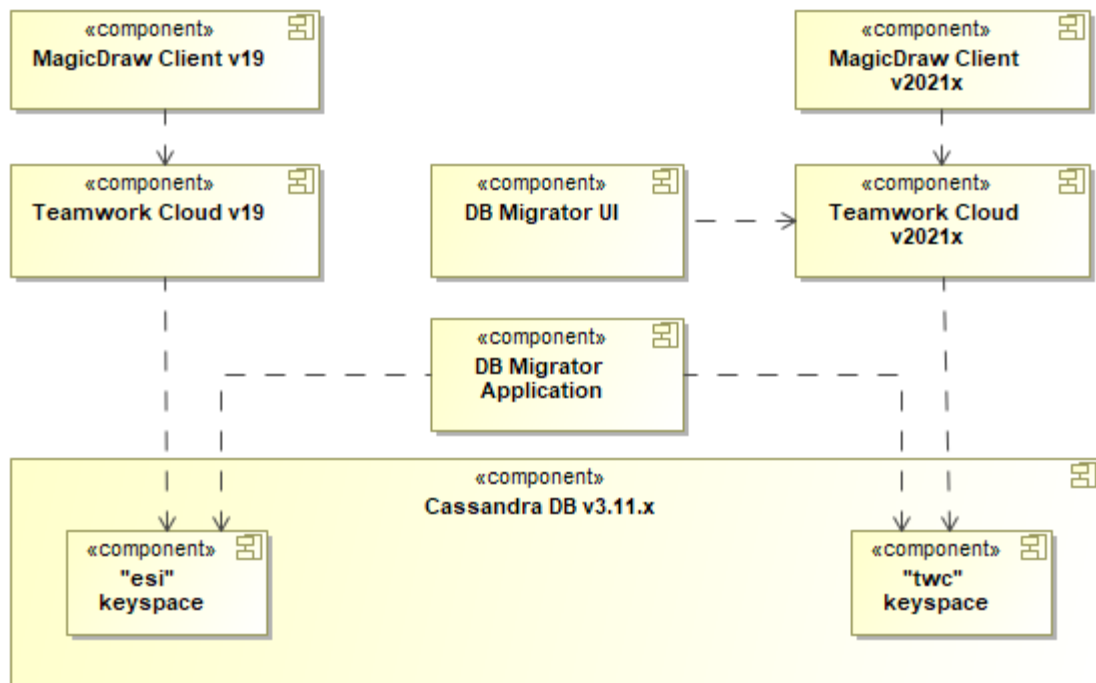 «component»
MagicDraw Client v19
«component»
MagicDraw Client
v2021x
«component»
Teamwork Cloud v19
«component»
DB Migrator UI
«component»
Teamwork Cloud
v2021x
«component»
DB Migrator
Application
«component»
Cassandra DB v3.11.x
«component»
"esi"
keyspace
«component»
"twc"
keyspace